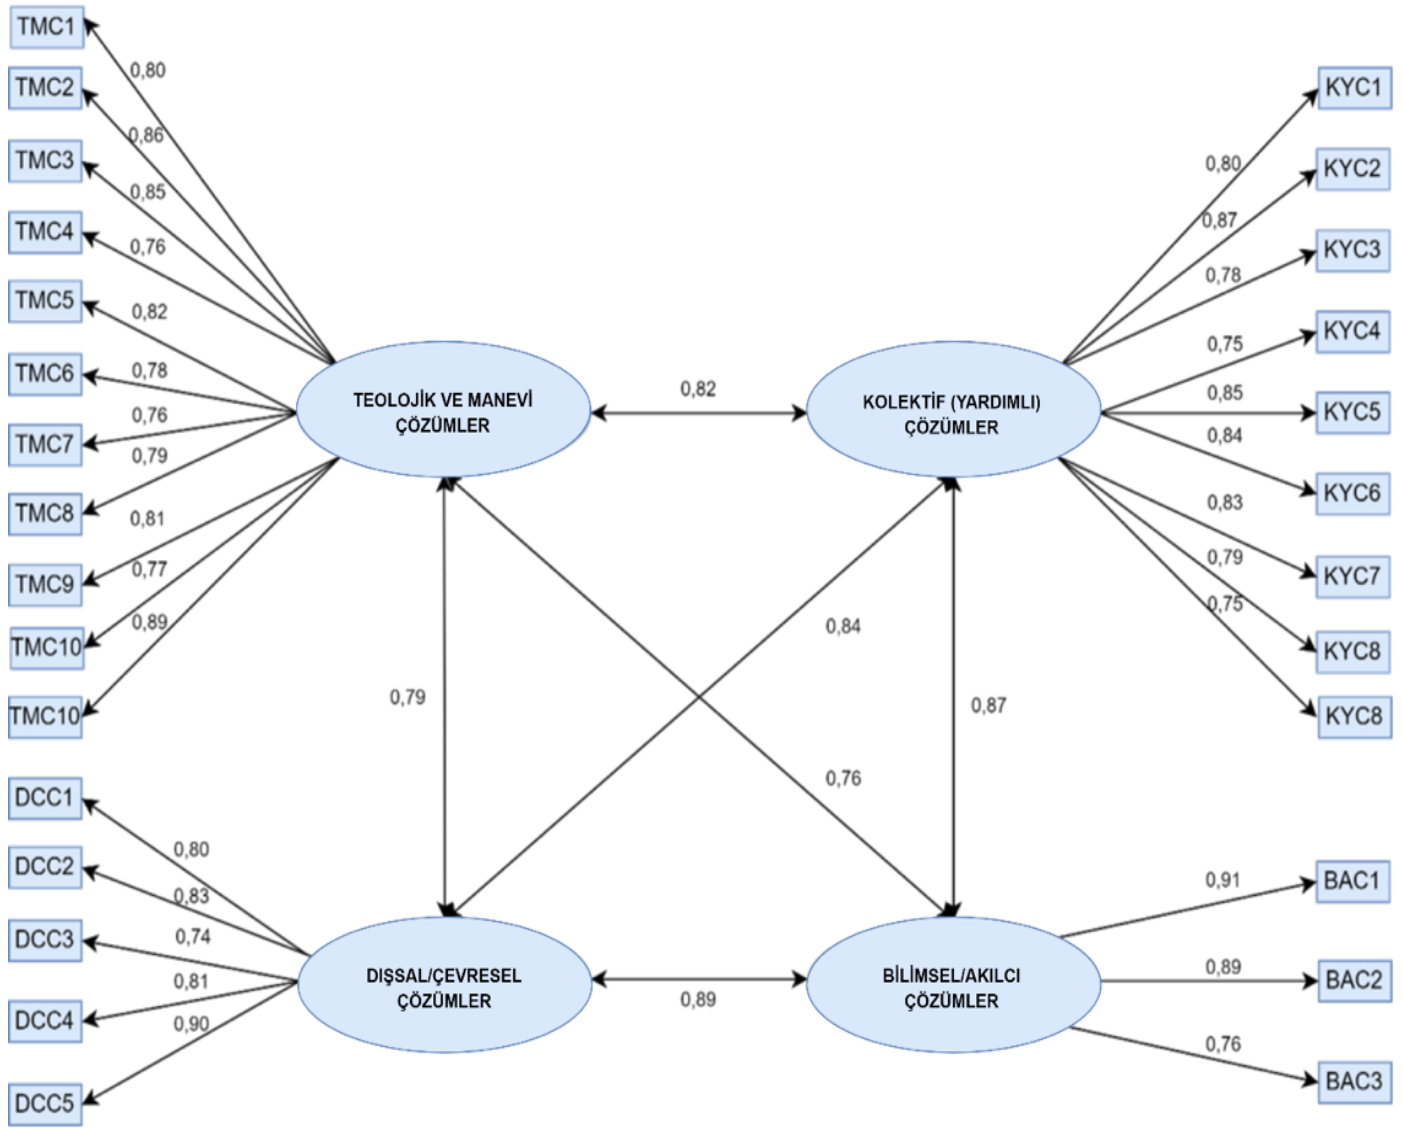 TMC1
0,80
TMC2
0,86
TMC3
0,85
TMC4
0,76
TMC5
0,82
TMC6
0,78
TMC7
0,76
0,79
TMC8
0,81
TMC9
0,77
TMC10
0,89
TMC10
TEOLOJİK VE MANEVİ
ÇÖZÜMLER
0,82
KOLEKTİF (YARDIMLI)
ÇÖZÜMLER
KYC1
0,80
KYC2
0,87
KYC3
0,78
KYC4
0,75
0,85
KYC5
0,84
KYC6
0,83
KYC7
0,79
0,75
KYC8
KYC8
0,84
0,79
0,87
0,76
DCC1
0,80
DCC2
0,83
DCC3
0,74
0,81
DCC4
0,90
DCC5
DIŞSAL/ÇEVRESEL
ÇÖZÜMLER
0,89
BİLİMSEL/AKILCI
ÇÖZÜMLER
0,91
BAC1
0,89
BAC2
0,76
BAC3